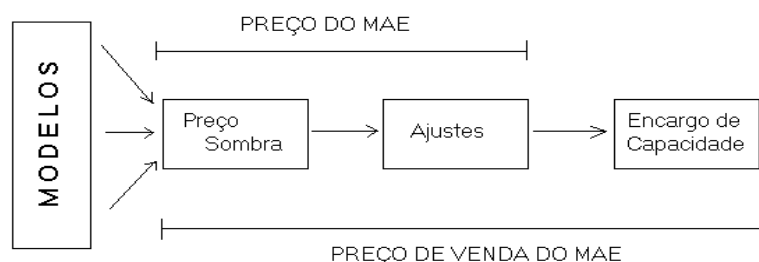 PREÇO DO MAE
MODELOS
Preço
Sombra
Ajustes
Encargo de
Capacidade
PREÇO DE VENDA DO MAE